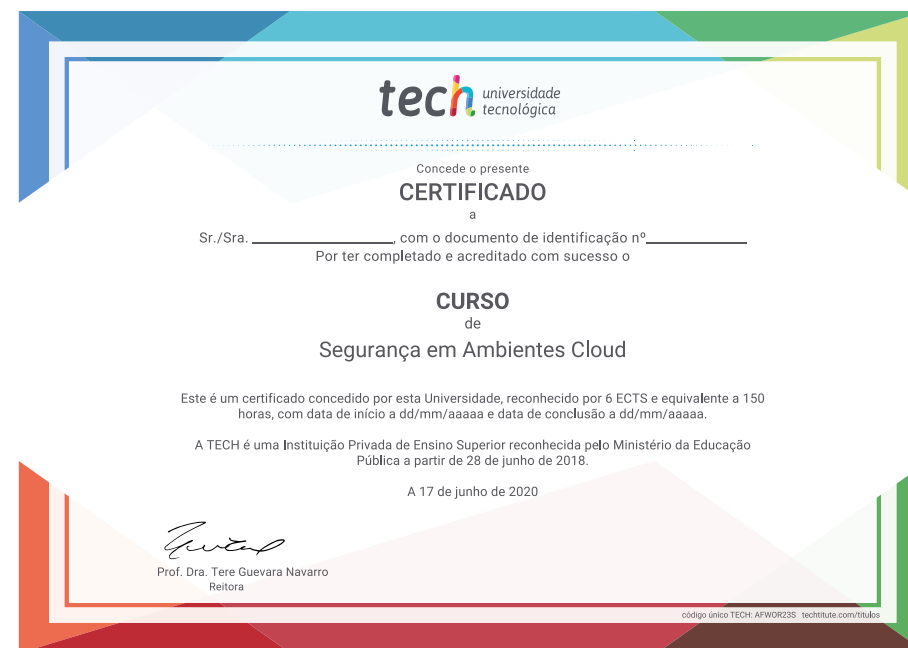 tech universidade
tecnológica
Concede o presente
CERTIFICADO
a
Sr./Sra. ____________________, com o documento de identificação nº______________
Por ter completado e acreditado com sucesso o
CURSO
de
Segurança em Ambientes Cloud
Este é um certificado concedido por esta Universidade, reconhecido por 6 ECTS e equivalente a 150
horas, com data de início a dd/mm/aaaaa e data de conclusão a dd/mm/aaaaa.
A TECH é uma Instituição Privada de Ensino Superior reconhecida pelo Ministério da Educação
Pública a partir de 28 de junho de 2018.
A 17 de junho de 2020
Prof. Dra. Tere Guevara Navarro
Reitora
código único TECH: AFWOR23S techtitute.com/titulos